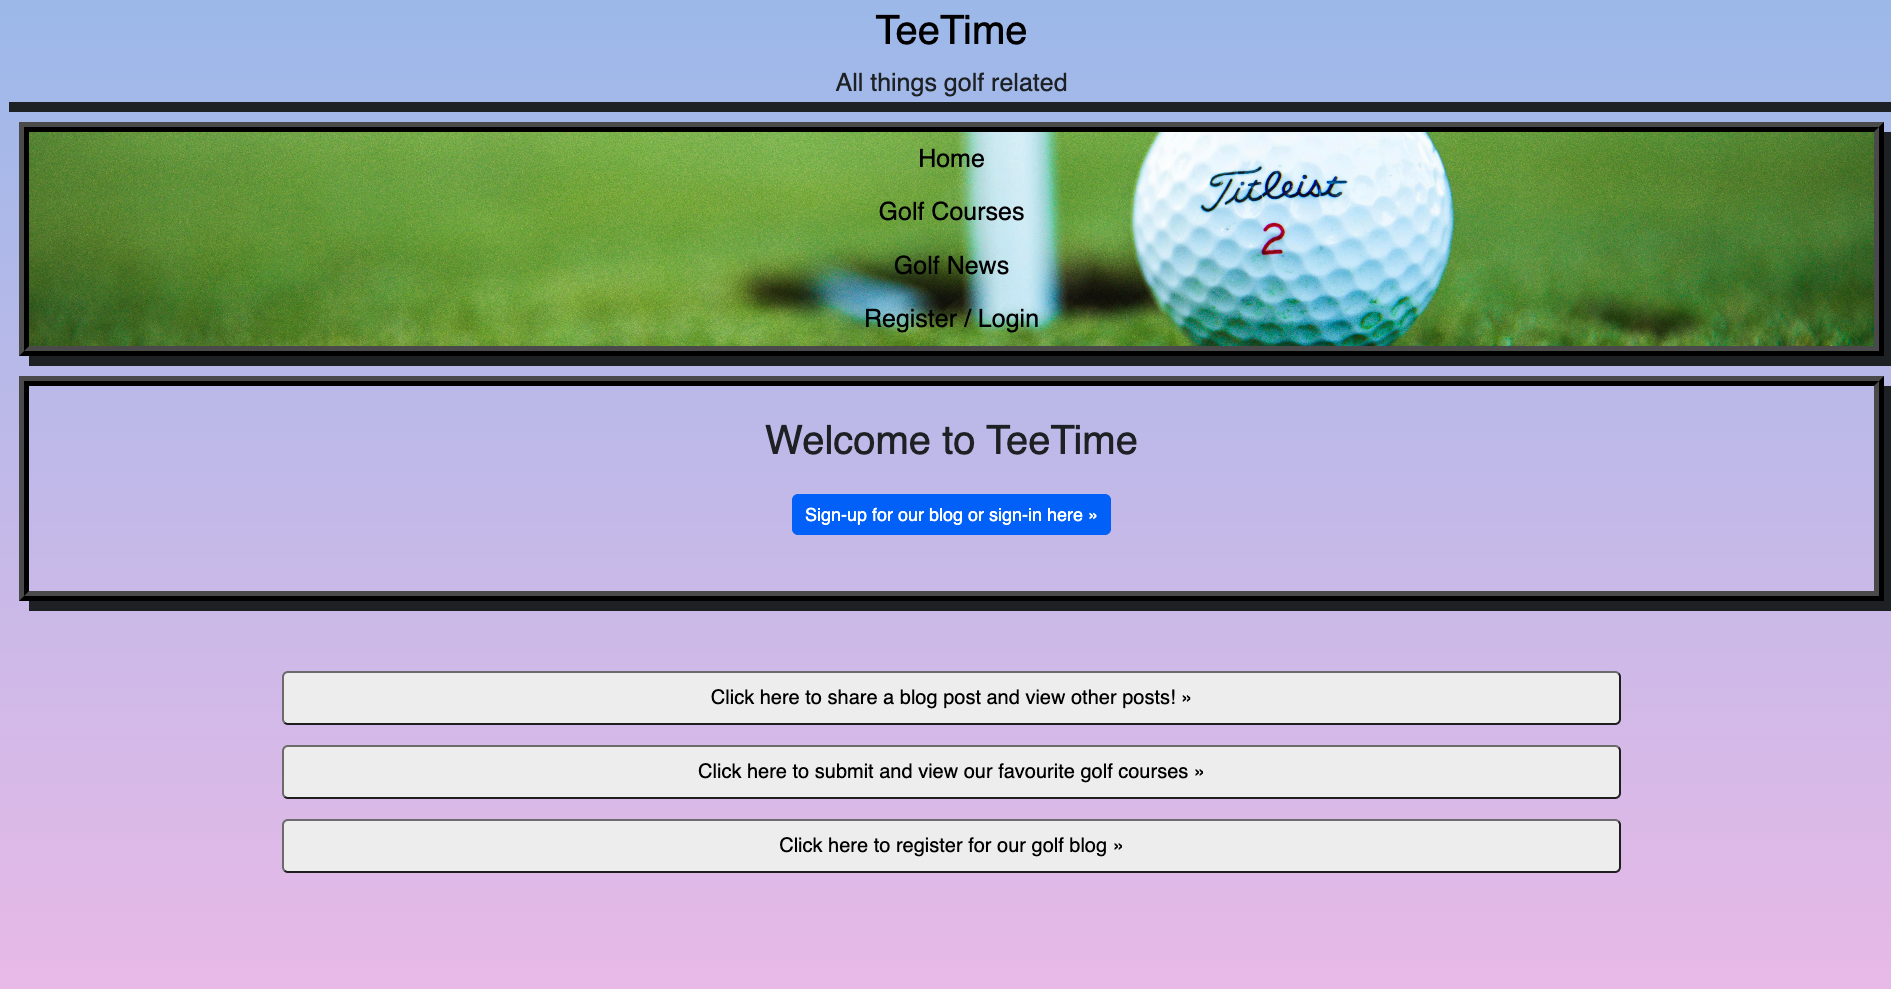 TeeTime
All things golf related
Home
Golf Courses
Golf News
Register / Login
Titleist
2
Welcome to TeeTime
Sign-up for our blog or sign-in here »
Click here to share a blog post and view other posts! »
Click here to submit and view our favourite golf courses »
Click here to register for our golf blog »